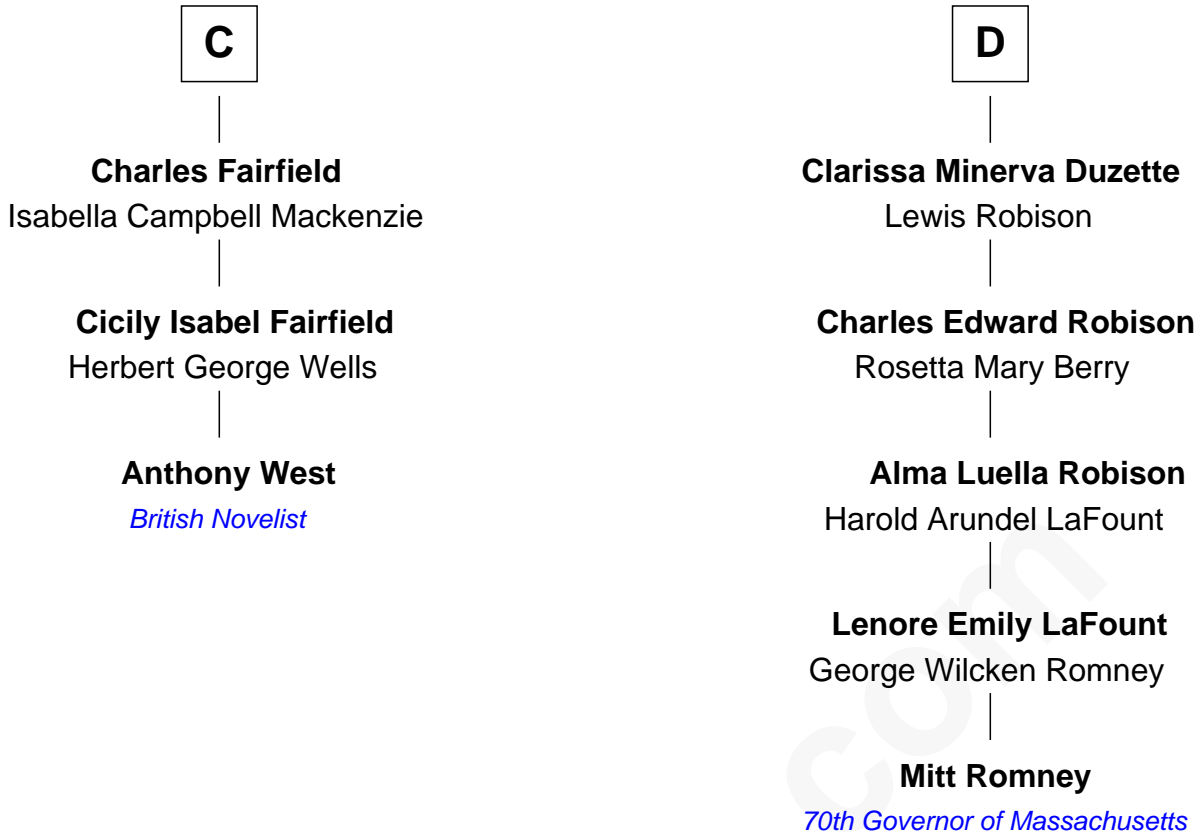 C
Charles Fairfield
Isabella Campbell Mackenzie
Cicily Isabel Fairfield
Herbert George Wells
Anthony West
British Novelist
D
Clarissa Minerva Duzette
Lewis Robison
Charles Edward Robison
Rosetta Mary Berry
Alma Luella Robison
Harold Arundel LaFount
Lenore Emily LaFount
George Wilcken Romney
Mitt Romney
70th Governor of Massachusetts
com